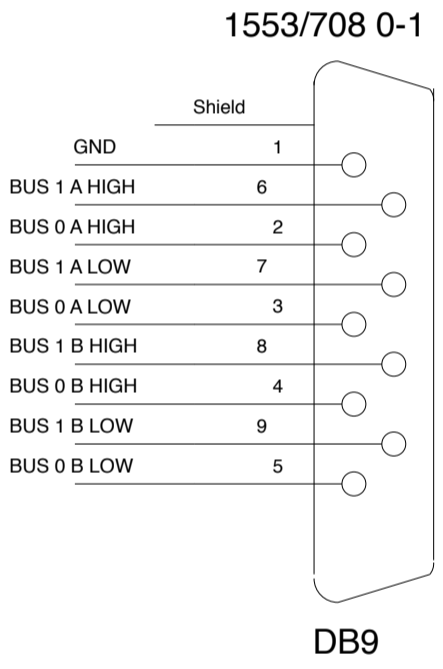 1553/708 0-1
Shield
GND 1
BUS 1 A HIGH 6
BUS 0 A HIGH 2
BUS 1 A LOW 7
BUS 0 A LOW 3
BUS 1 B HIGH 8
BUS 0 B HIGH 4
BUS 1 B LOW 9
BUS 0 B LOW 5
DB9